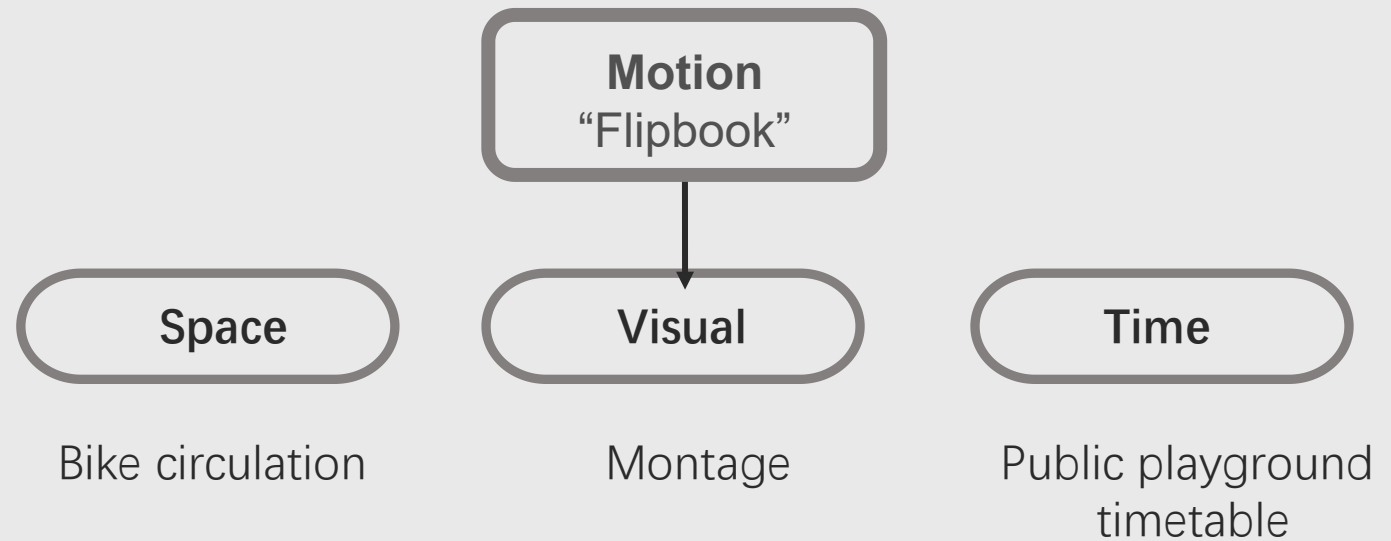 Motion
“Flipbook”
Space
Visual
Time
Bike circulation
Montage
Public playground
timetable